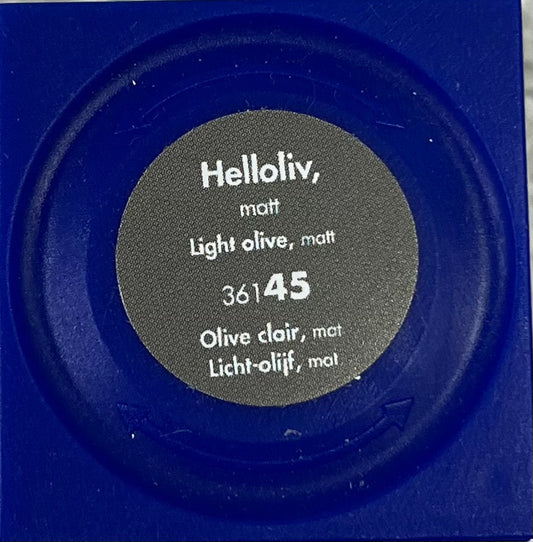 Helloliv,
matt
Light olive, matt
36145
Olive clair, mat
Licht-olijf, mat